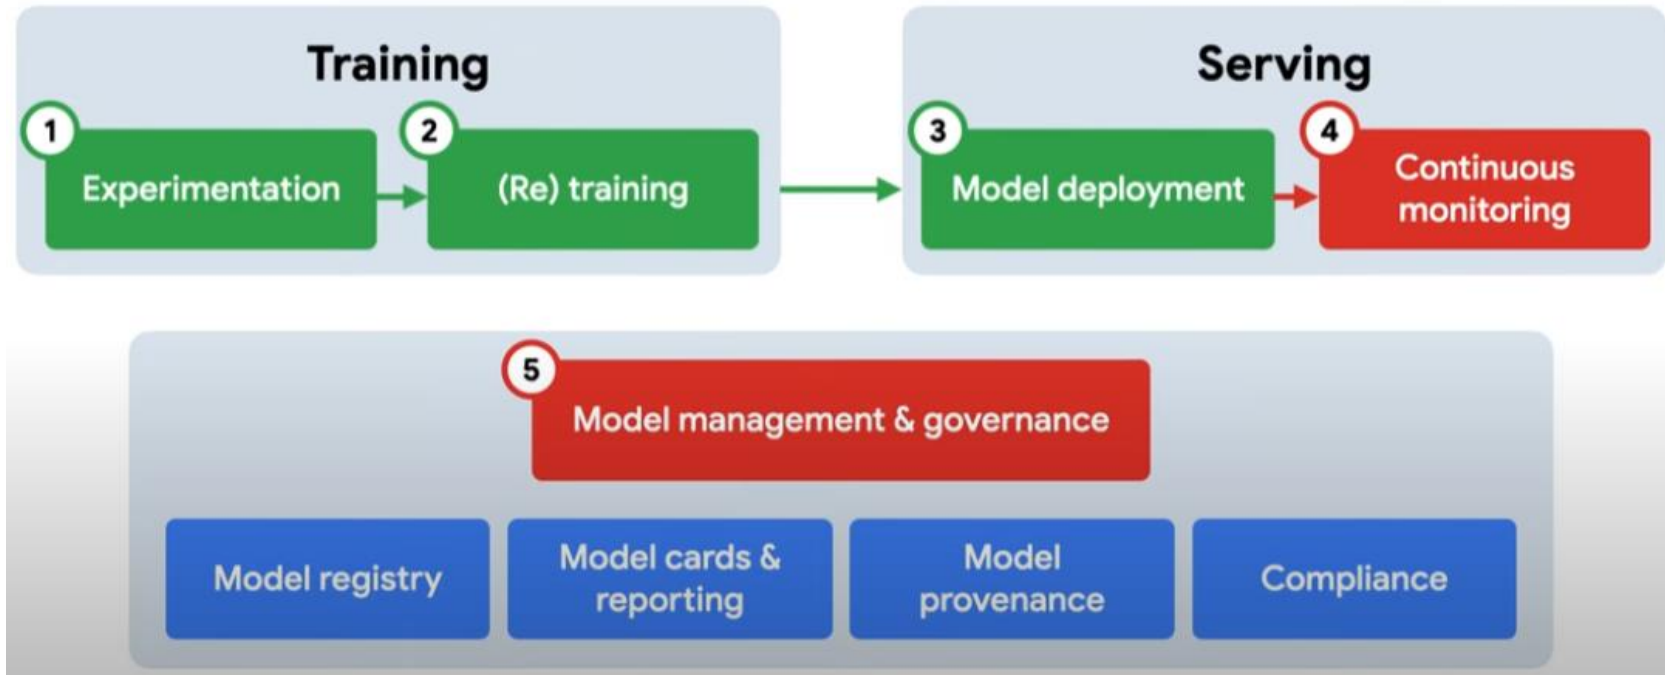 Training
1
Experimentation
2
(Re) training
Serving
3
Model deployment
4
Continuous
monitoring
5
Model management & governance
Model registry
Model cards &
reporting
Model
provenance
Compliance